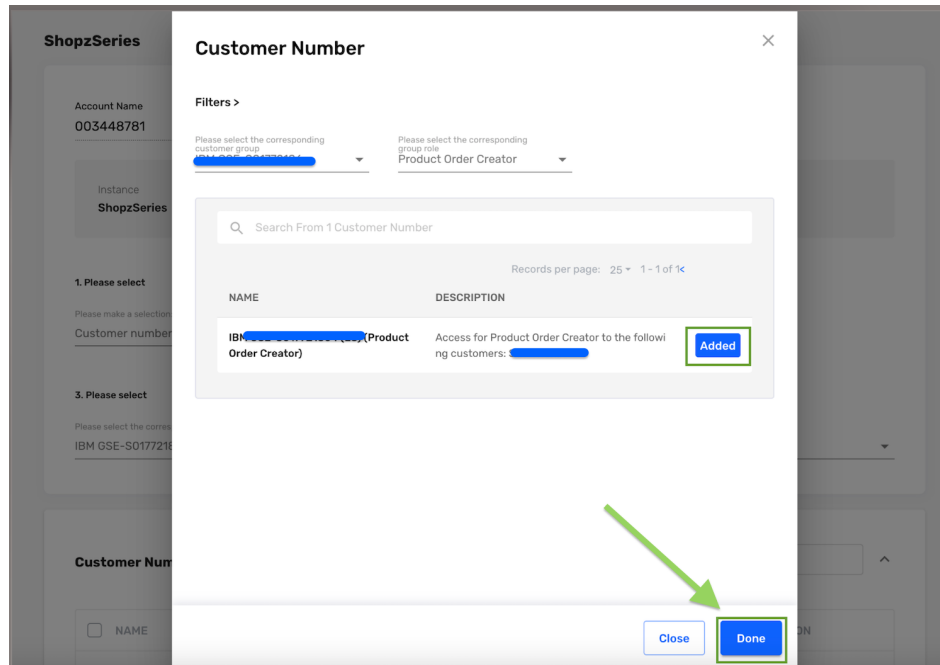 ShopzSeries
Customer Number
Account Name
003448781
Filters >
Please select the corresponding
customer group
Please select the corresponding
group role
Product Order Creator
Instance
ShopzSeries
Search From 1 Customer Number
Records per page: 25 1 - 1 of 1<
NAME
DESCRIPTION
1. Please select
Please make a selection
Customer number
(Product
Order Creator)
Access for Product Order Creator to the followi
ng customers:
Added
3. Please select
Please select the corres
IBM GSE-S0177218
Customer Num
NAME
ON
Close
Done